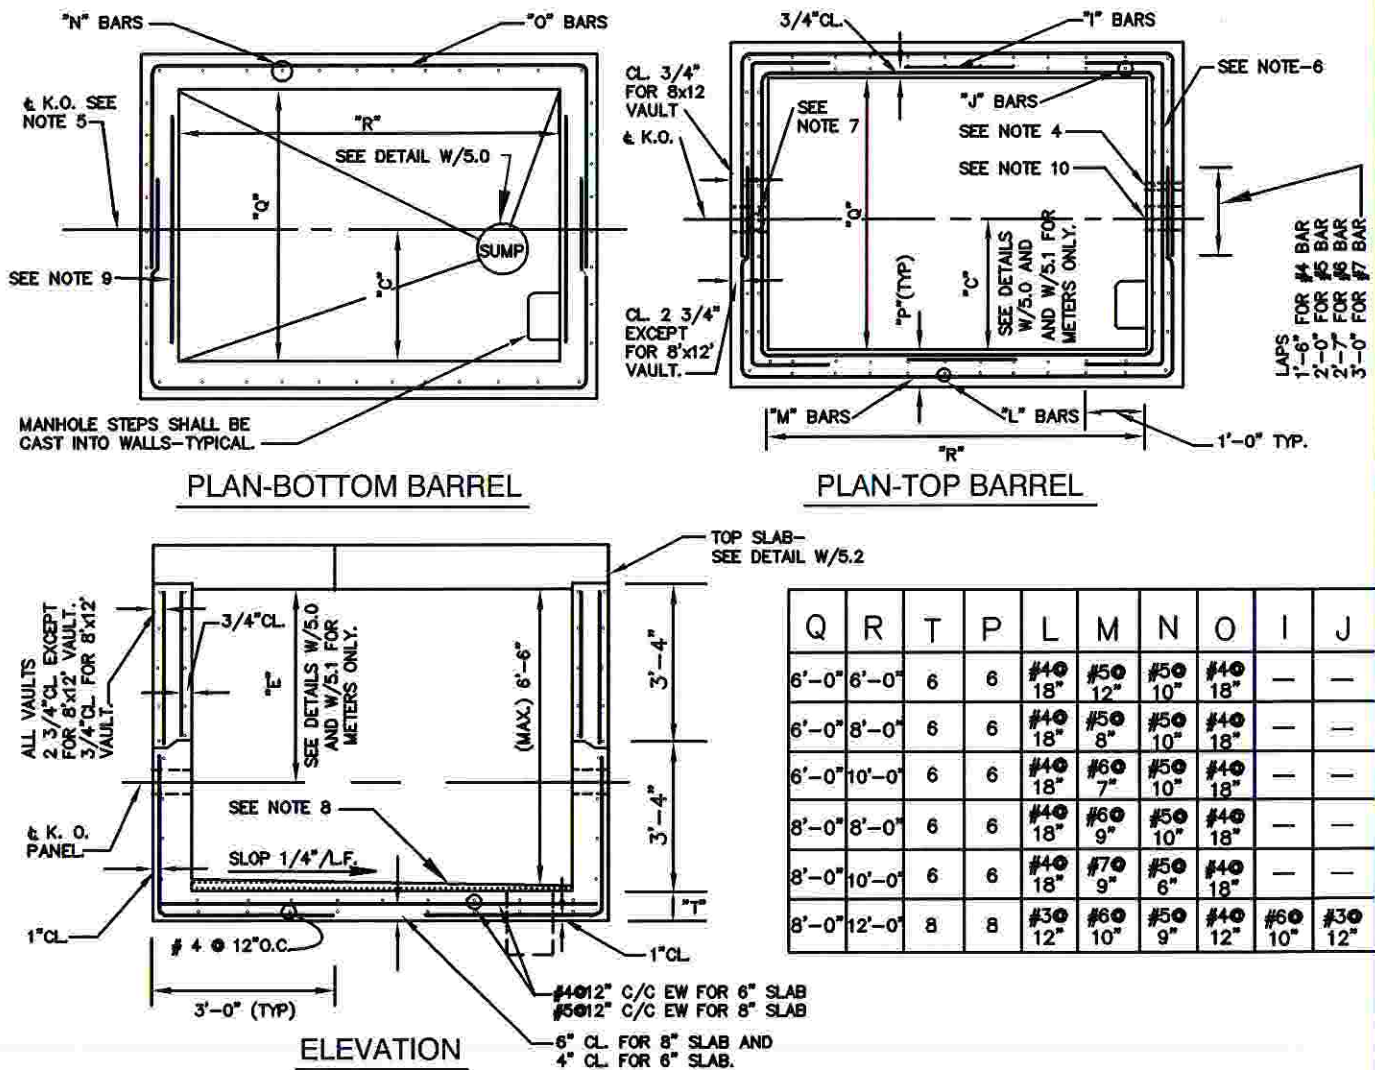 "N" BARS
"O" BARS
₵ K.O. SEE
NOTE 5
"R"
SEE DETAIL W/5.0
"Q"
SUMP
"C"
SEE NOTE 9
MANHOLE STEPS SHALL BE
CAST INTO WALLS-TYPICAL.
PLAN-BOTTOM BARREL
3/4"CL.
"I" BARS
CL. 3/4"
FOR 8x12
VAULT
SEE
NOTE 7
₵ K.O.
"J" BARS
SEE NOTE-6
SEE NOTE 4
SEE NOTE 10
"Q"
"P"(TYP)
"C"
SEE DETAILS
W/5.0 AND
AND W/5.1 FOR
METERS ONLY.
CL. 2 3/4"
EXCEPT
FOR 8'x12'
VAULT.
LAPS
1'-6" FOR #4 BAR
2'-0" FOR #5 BAR
2'-7" FOR #6 BAR
3'-0" FOR #7 BAR
"M" BARS
"L" BARS
1'-0" TYP.
"R"
PLAN-TOP BARREL
TOP SLAB-
SEE DETAIL W/5.2
ALL VAULTS
2 3/4"CL EXCEPT
FOR 8'x12' VAULT.
3/4"CL. FOR 8'x12'
VAULT.
3/4"CL.
"E"
SEE DETAILS W/5.0
AND W/5.1 FOR
METERS ONLY.
(MAX.) 6'-6"
3'-4"
3'-4"
SEE NOTE 8
₵ K. O.
PANEL.
SLOP 1/4"/L.F.
"T"
1"CL.
# 4 @ 12"O.C.
1"CL.
3'-0" (TYP)
#4@12" C/C EW FOR 6" SLAB
#5@12" C/C EW FOR 8" SLAB
6" CL. FOR 8" SLAB AND
4" CL. FOR 6" SLAB.
ELEVATION
Q R T P L M N O I J
6'-0" 6'-0" 6 6 #4@ 18" #5@ 12" #5@ 10" #4@ 18" — —
6'-0" 8'-0" 6 6 #4@ 18" #5@ 8" #5@ 10" #4@ 18" — —
6'-0" 10'-0" 6 6 #4@ 18" #6@ 7" #5@ 10" #4@ 18" — —
8'-0" 8'-0" 6 6 #4@ 18" #6@ 9" #5@ 10" #4@ 18" — —
8'-0" 10'-0" 6 6 #4@ 18" #7@ 9" #5@ 6" #4@ 18" — —
8'-0" 12'-0" 8 8 #3@ 12" #6@ 10" #5@ 9" #4@ 12" #6@ 10" #3@ 12"